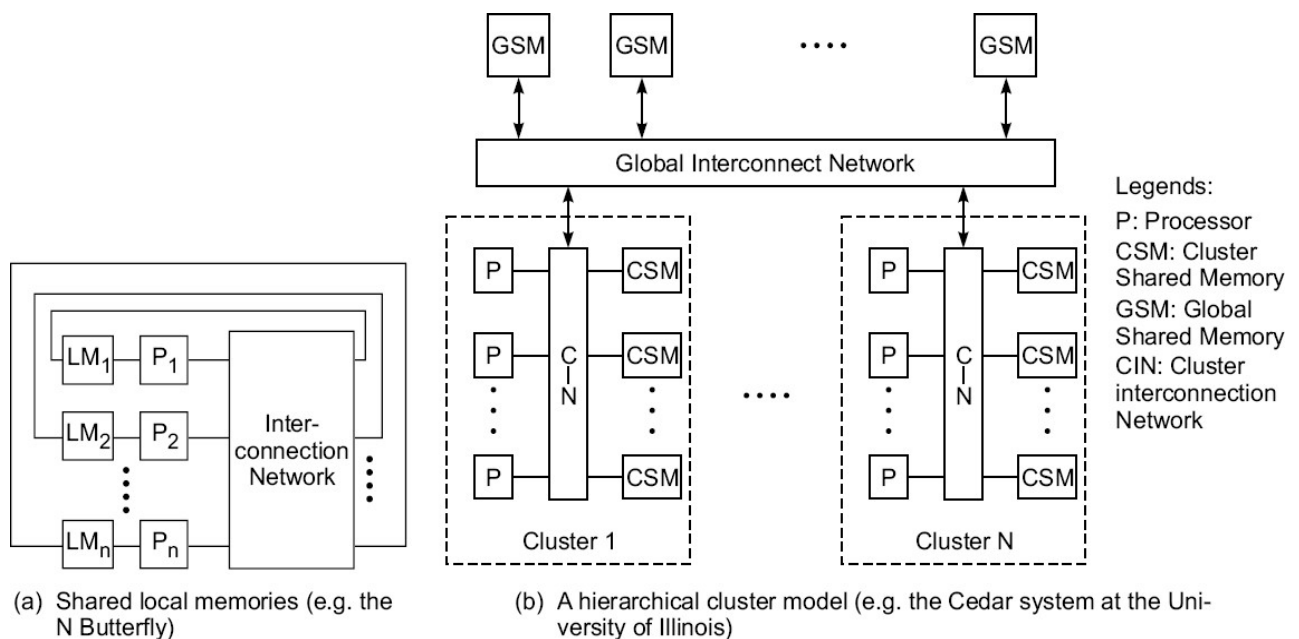 GSM GSM •••• GSM
Global Interconnect Network
Legends:
P: Processor
CSM: Cluster
Shared Memory
GSM: Global
Shared Memory
CIN: Cluster
interconnection
Network
LM1 P1
LM2 P2
LMn Pn
Inter-
connection
Network
P CSM
P CSM
P CSM
C
I
N
Cluster 1
P CSM
P CSM
P CSM
C
I
N
Cluster N
(a) Shared local memories (e.g. the
N Butterfly)
(b) A hierarchical cluster model (e.g. the Cedar system at the Uni-
versity of Illinois)